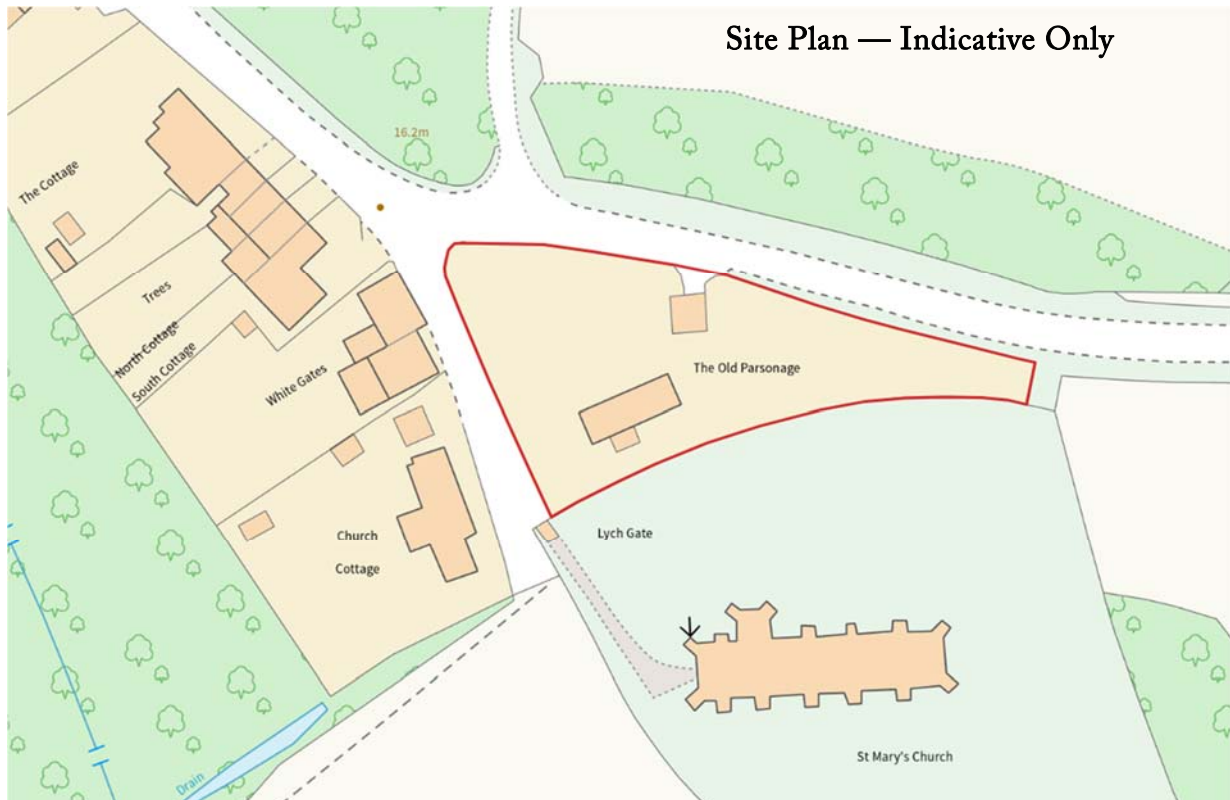 Site Plan — Indicative Only
16.2m
The Cottage
Trees
North Cottage
South Cottage
White Gates
The Old Parsonage
Church
Cottage
Lych Gate
St Mary's Church
Drain